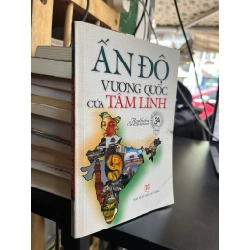 ẤN ĐỘ
VƯƠNG QUỐC
CỦA TÂM LINH